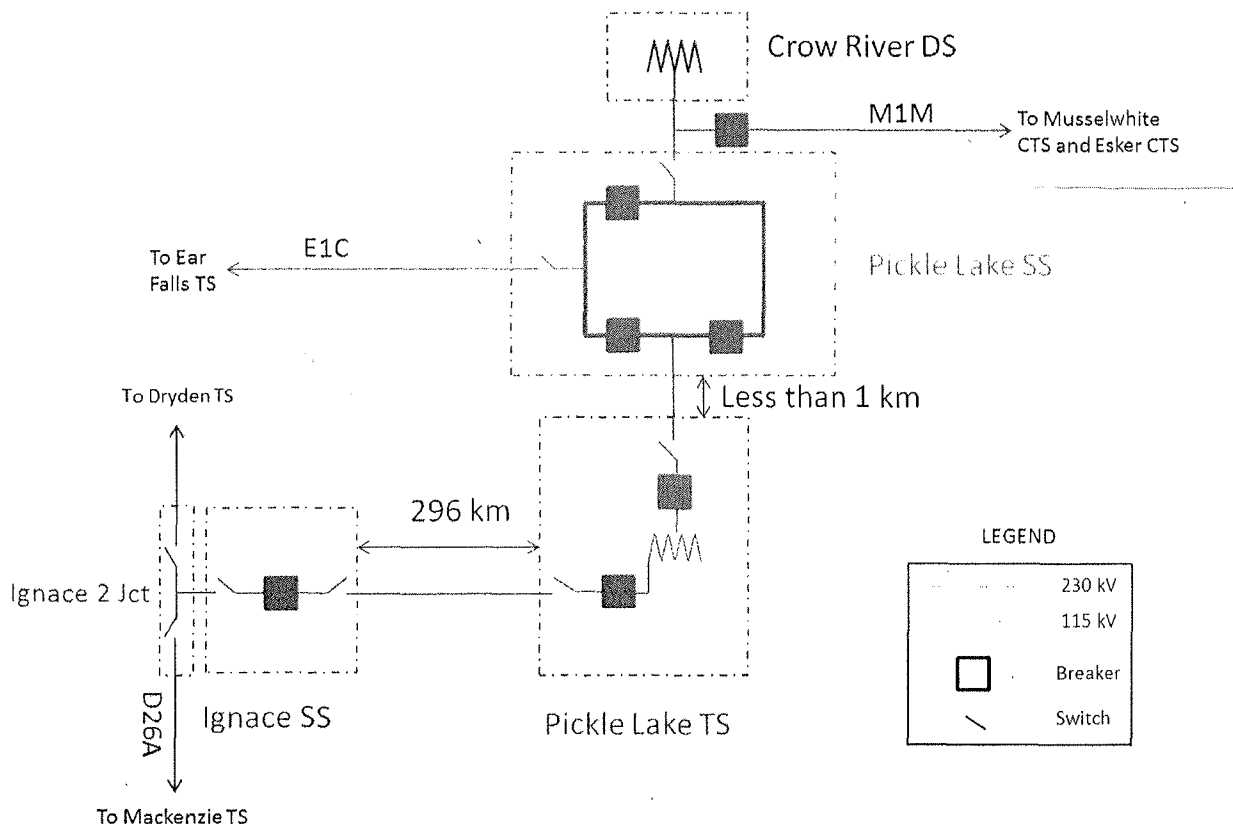 Crow River DS
M1M
To Musselwhite
CTS and Esker CTS
E1C
To Ear
Falls TS
Pickle Lake SS
To Dryden TS
Less than 1 km
296 km
LEGEND
230 kV
115 kV
Breaker
Switch
Ignace 2 Jct
D26A
Ignace SS
Pickle Lake TS
To Mackenzie TS